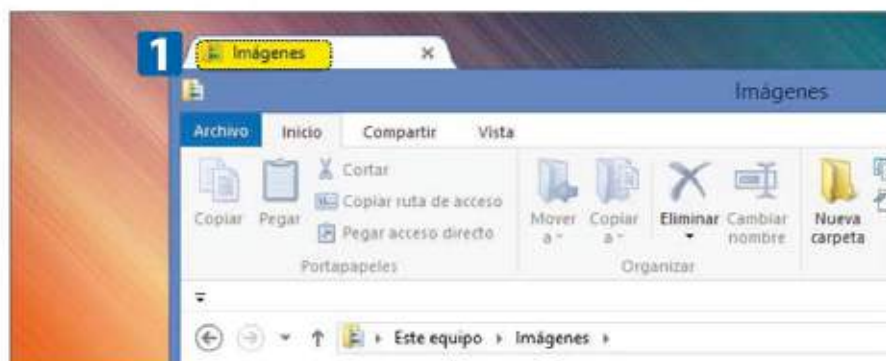 1
Imágenes
Imágenes
Archivo Inicio Compartir Vista
Copiar
Pegar
Cortar
Copiar ruta de acceso
Pegar acceso directo
Portapapeles
Mover a
Copiar a
Eliminar
Cambiar nombre
Organizar
Nueva carpeta
Este equipo Imágenes